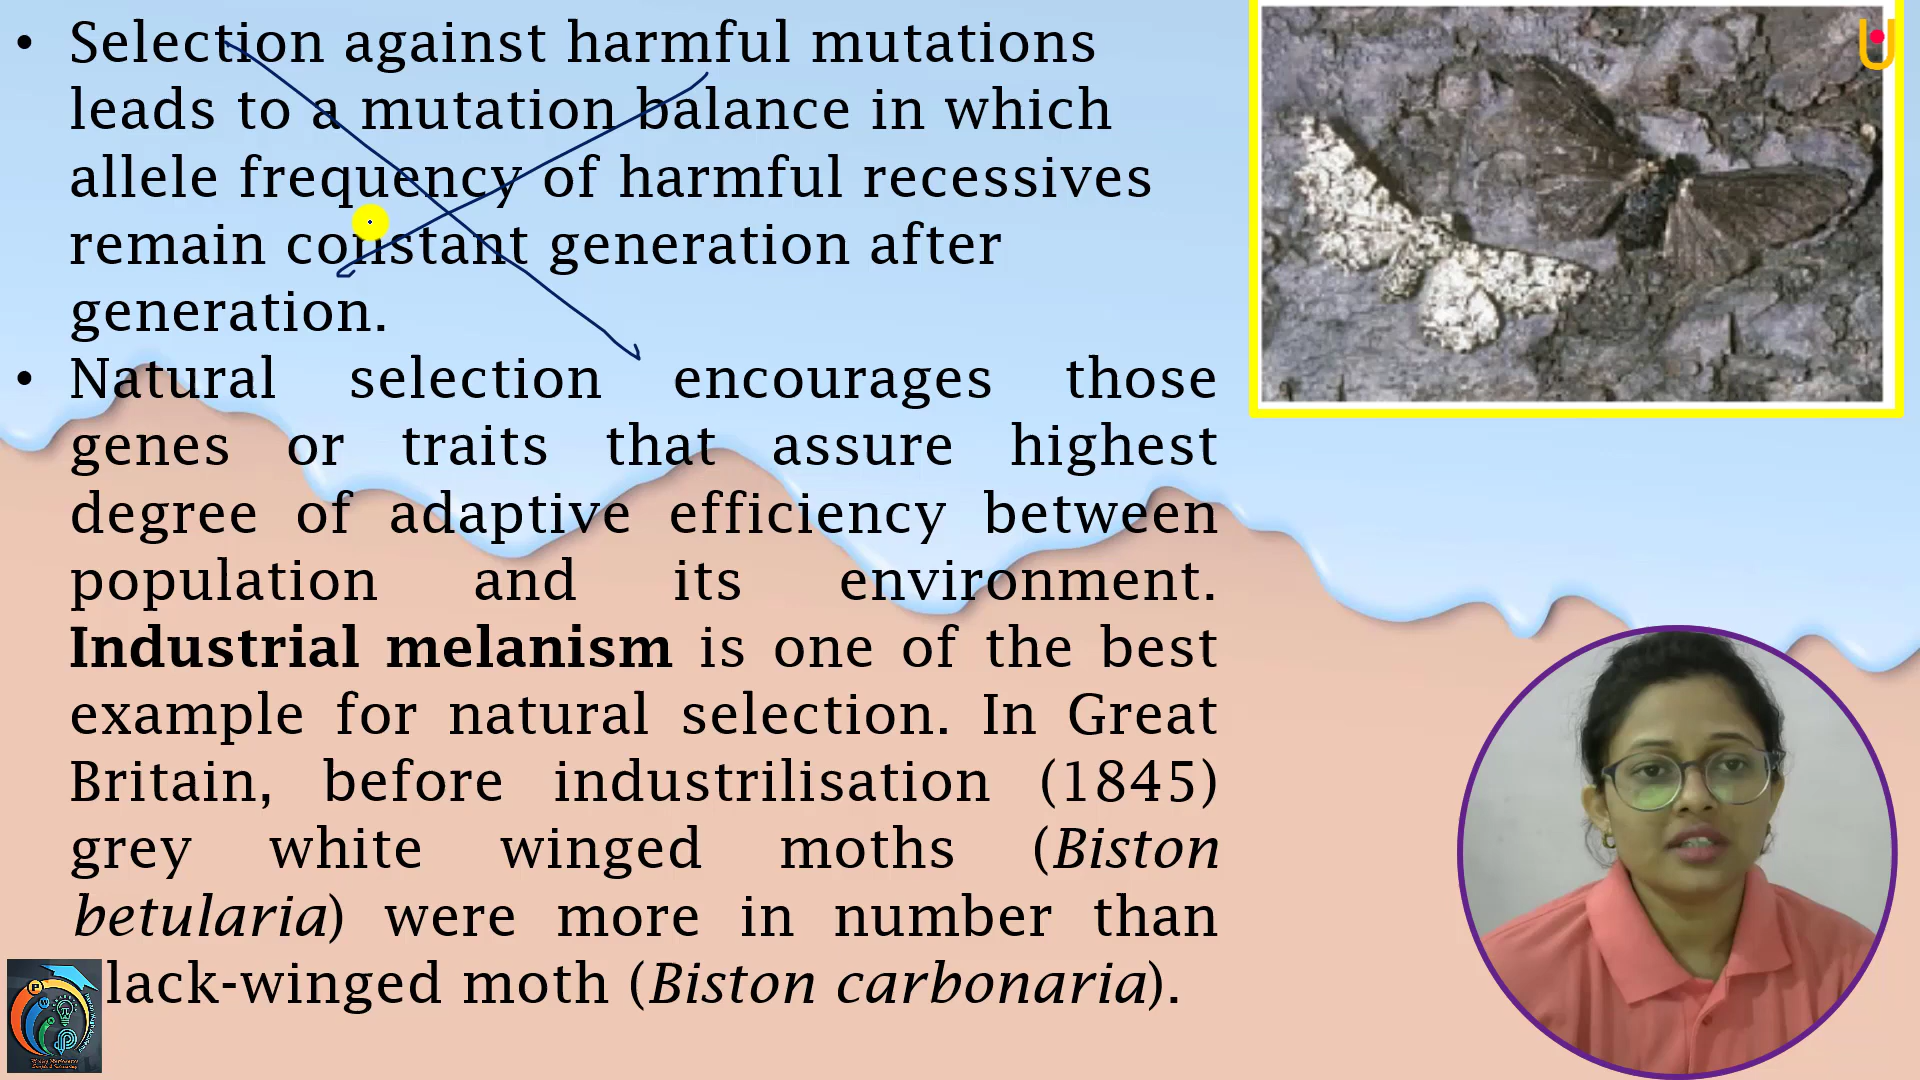 • Selection against harmful mutations
leads to a mutation balance in which
allele frequency of harmful recessives
remain constant generation after
generation.
• Natural selection encourages those
genes or traits that assure highest
degree of adaptive efficiency between
population and its environment.
Industrial melanism is one of the best
example for natural selection. In Great
Britain, before industrilisation (1845)
grey white winged moths (Biston
betularia) were more in number than
lack-winged moth (Biston carbonaria).